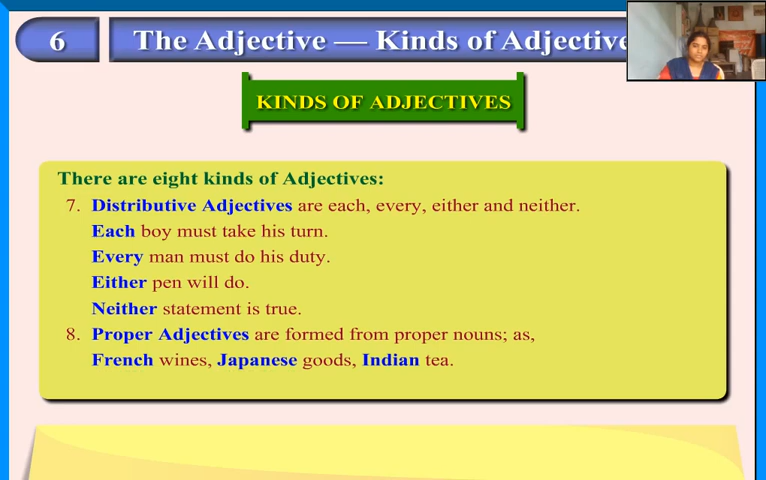 6
The Adjective — Kinds of Adjective
KINDS OF ADJECTIVES
There are eight kinds of Adjectives:
7. Distributive Adjectives are each, every, either and neither.
Each boy must take his turn.
Every man must do his duty.
Either pen will do.
Neither statement is true.
8. Proper Adjectives are formed from proper nouns; as,
French wines, Japanese goods, Indian tea.